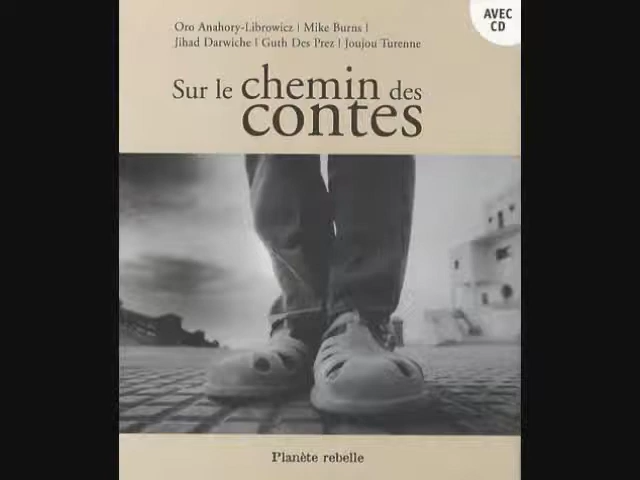 AVEC
CD
Oro Anahory-Librowicz | Mike Burns |
Jihad Darwiche | Guth Des Prez | Joujou Turenne
Sur le chemin des
contes
Planète rebelle